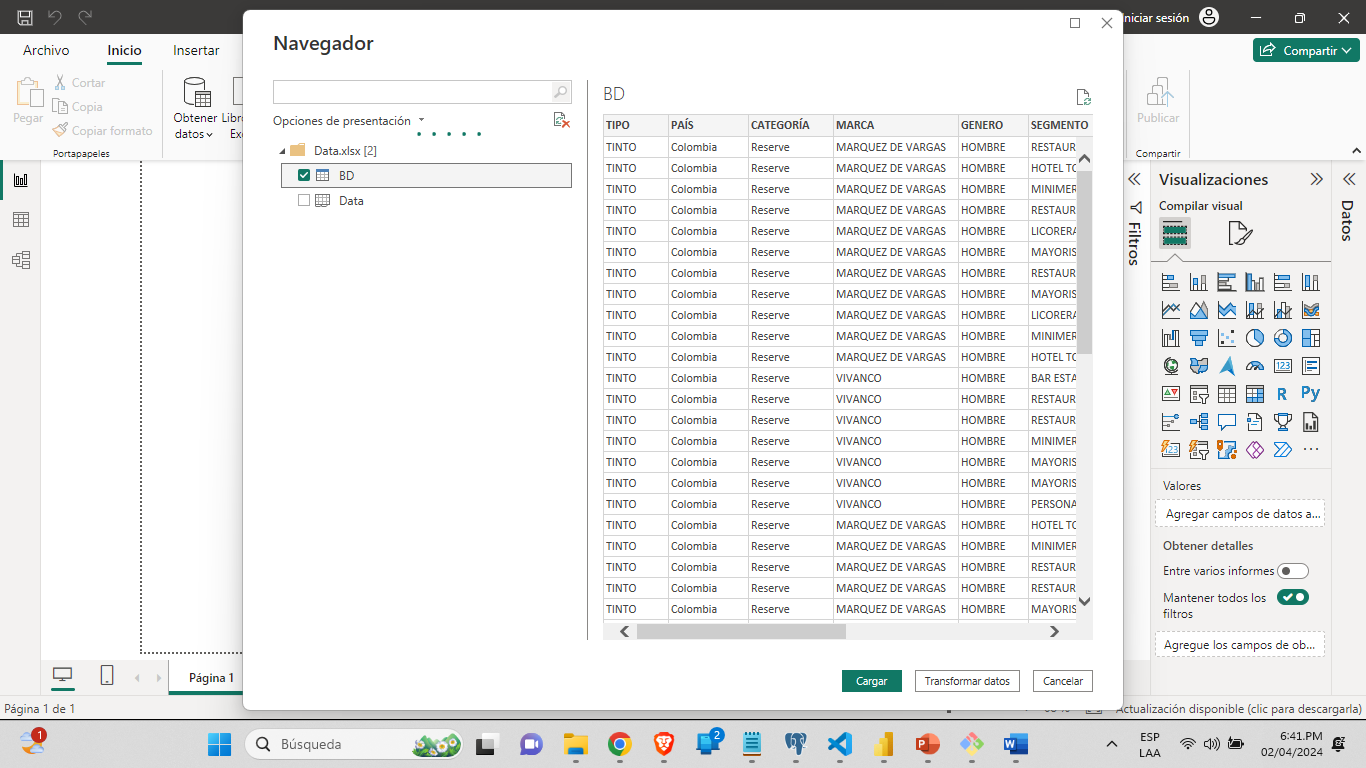 Iniciar sesión
Archivo
Inicio
Insertar
Compartir
Pegar
Cortar
Copia
Copiar formato
Portapapeles
Obtener
datos
Publicar
Compartir
Navegador
Opciones de presentación
Data.xlsx [2]
BD
Data
BD
TIPO PAÍS CATEGORÍA MARCA GENERO SEGMENTO
TINTO Colombia Reserve MARQUEZ DE VARGAS HOMBRE RESTAUR
TINTO Colombia Reserve MARQUEZ DE VARGAS HOMBRE HOTEL TO
TINTO Colombia Reserve MARQUEZ DE VARGAS HOMBRE MINIMER
TINTO Colombia Reserve MARQUEZ DE VARGAS HOMBRE RESTAUR
TINTO Colombia Reserve MARQUEZ DE VARGAS HOMBRE LICORERA
TINTO Colombia Reserve MARQUEZ DE VARGAS HOMBRE MAYORIS
TINTO Colombia Reserve MARQUEZ DE VARGAS HOMBRE RESTAUR
TINTO Colombia Reserve MARQUEZ DE VARGAS HOMBRE MAYORIS
TINTO Colombia Reserve MARQUEZ DE VARGAS HOMBRE LICORERA
TINTO Colombia Reserve MARQUEZ DE VARGAS HOMBRE MINIMER
TINTO Colombia Reserve MARQUEZ DE VARGAS HOMBRE HOTEL TO
TINTO Colombia Reserve VIVANCO HOMBRE BAR ESTA
TINTO Colombia Reserve VIVANCO HOMBRE RESTAUR
TINTO Colombia Reserve VIVANCO HOMBRE RESTAUR
TINTO Colombia Reserve VIVANCO HOMBRE MINIMER
TINTO Colombia Reserve VIVANCO HOMBRE MAYORIS
TINTO Colombia Reserve VIVANCO HOMBRE MAYORIS
TINTO Colombia Reserve VIVANCO HOMBRE PERSONA
TINTO Colombia Reserve MARQUEZ DE VARGAS HOMBRE HOTEL TO
TINTO Colombia Reserve MARQUEZ DE VARGAS HOMBRE MINIMER
TINTO Colombia Reserve MARQUEZ DE VARGAS HOMBRE RESTAUR
TINTO Colombia Reserve MARQUEZ DE VARGAS HOMBRE RESTAUR
TINTO Colombia Reserve MARQUEZ DE VARGAS HOMBRE MAYORIS
Cargar
Transformar datos
Cancelar
Filtros
Visualizaciones
Compilar visual
123
R
Py
123
Valores
Agregar campos de datos a...
Obtener detalles
Entre varios informes
Mantener todos los
filtros
Agregue los campos de ob...
Datos
Página 1
Página 1 de 1
Actualización disponible (clic para descargarla)
1
Búsqueda
2
ESP
LAA
6:41PM
02/04/2024